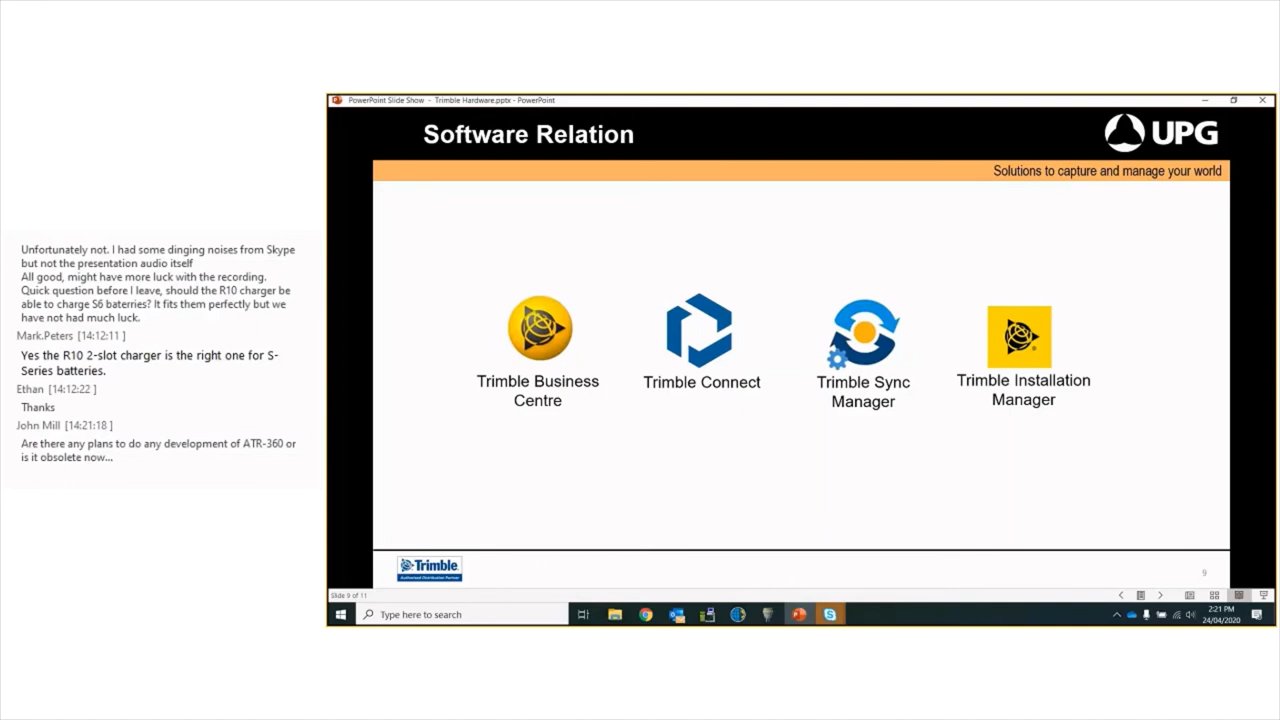 Unfortunately not. I had some dinging noises from Skype
but not the presentation audio itself
All good, might have more luck with the recording.
Quick question before I leave, should the R10 charger be
able to charge S6 baterries? It fits them perfectly but we
have not had much luck.
Mark.Peters [14:12:11 ]
Yes the R10 2-slot charger is the right one for S-
Series batteries.
Ethan [14:12:22 ]
Thanks
John Mill [14:21:18 ]
Are there any plans to do any development of ATR-360 or
is it obsolete now...
PowerPoint Slide Show - Trimble Hardware.pptx - PowerPoint
Software Relation
UPG
Solutions to capture and manage your world
Trimble Business
Centre
Trimble Connect
Trimble Sync
Manager
Trimble Installation
Manager
Trimble
Authorised Distribution Partner
9
Slide 9 of 11
Type here to search
2:21 PM
24/04/2020